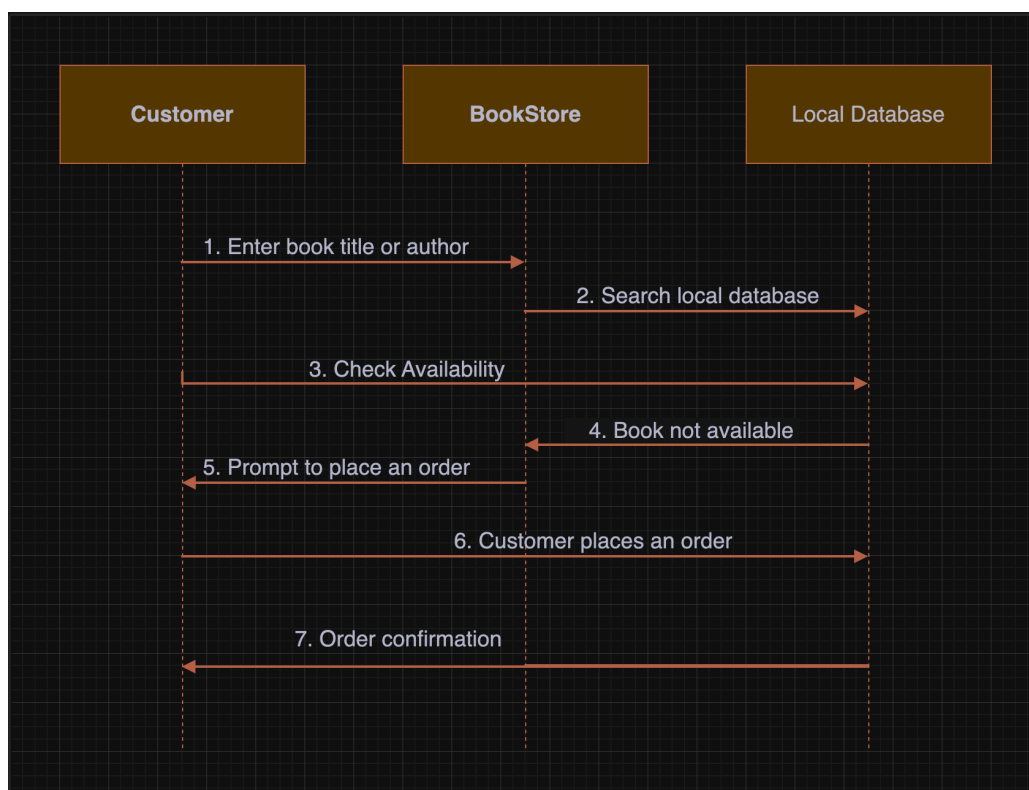 Customer
BookStore
Local Database
1. Enter book title or author
2. Search local database
3. Check Availability
4. Book not available
5. Prompt to place an order
6. Customer places an order
7. Order confirmation